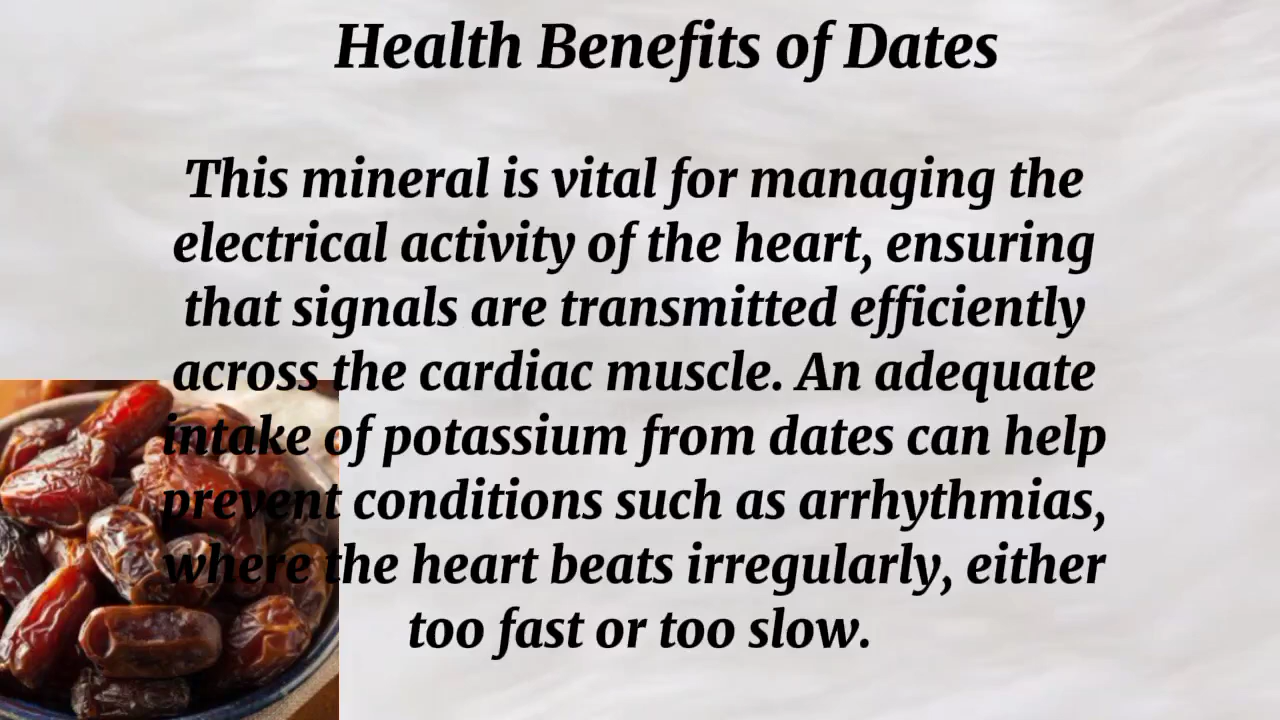 Health Benefits of Dates
This mineral is vital for managing the
electrical activity of the heart, ensuring
that signals are transmitted efficiently
across the cardiac muscle. An adequate
intake of potassium from dates can help
prevent conditions such as arrhythmias,
where the heart beats irregularly, either
too fast or too slow.